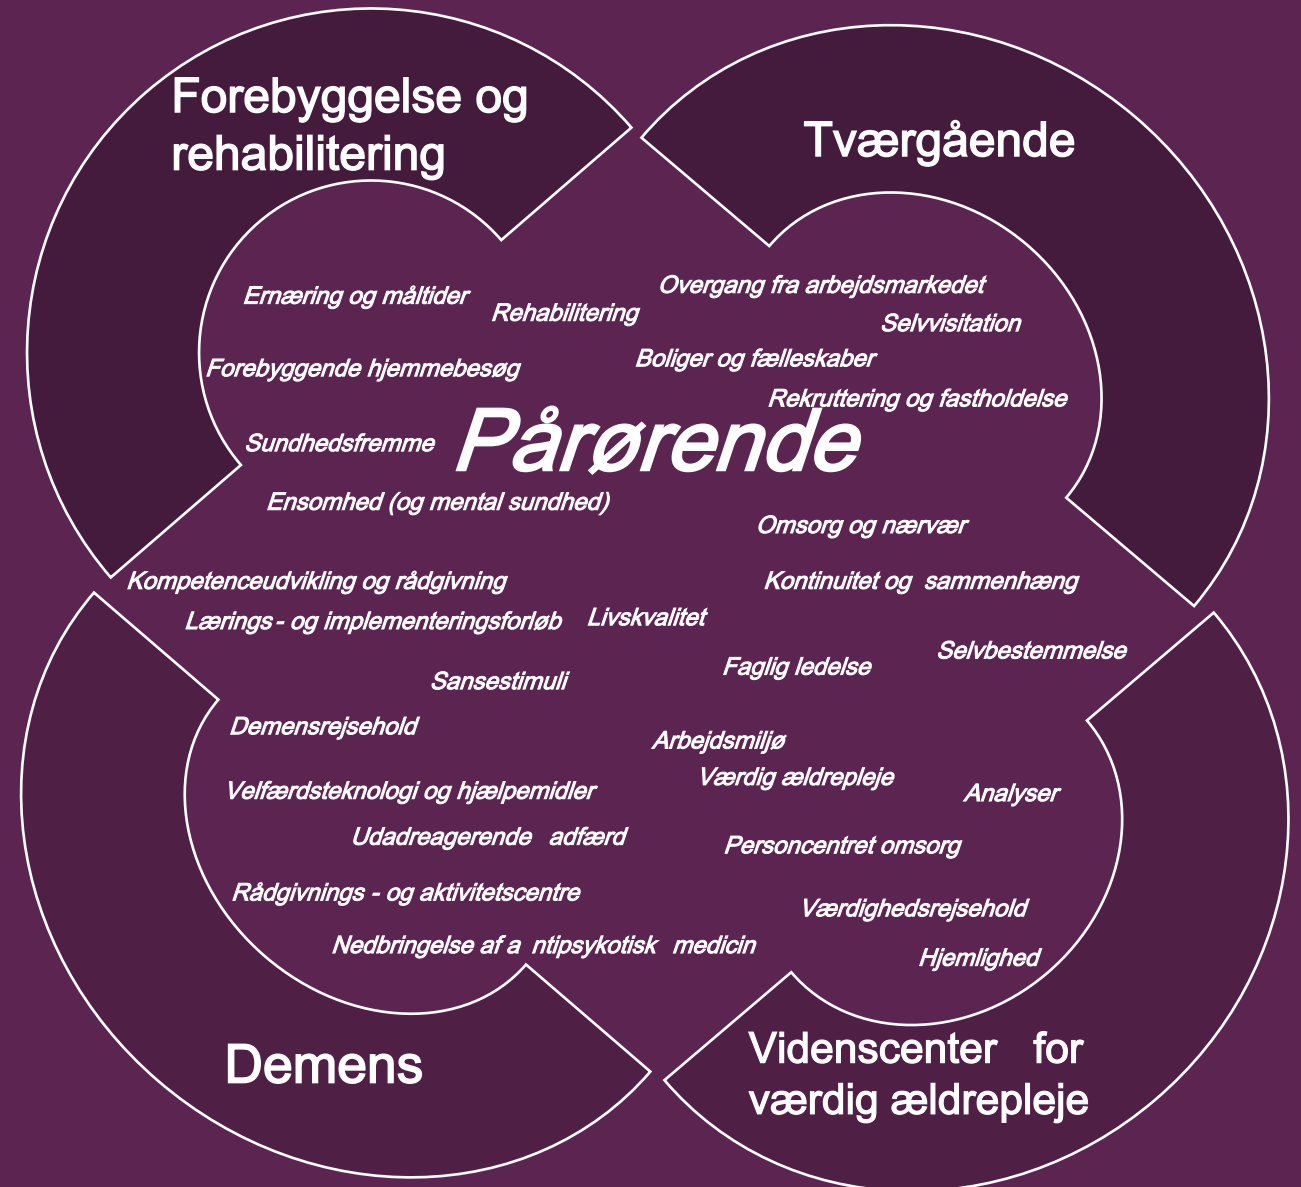 Forebyggelse og
rehabilitering
Tværgående
Ernæring og måltider
Rehabilitering
Overgang fra arbejdsmarkedet
Selvvisitation
Forebyggende hjemmebesøg
Boliger og fælleskaber
Rekruttering og fastholdelse
Sundhedsfremme
Pårørende
Ensomhed (og mental sundhed)
Omsorg og nærvær
Kompetenceudvikling og rådgivning
Kontinuitet og sammenhæng
Lærings- og implementeringsforløb
Livskvalitet
Selvbestemmelse
Faglig ledelse
Sansestimuli
Demensrejsehold
Arbejdsmiljø
Værdig ældrepleje
Velfærdsteknologi og hjælpemidler
Analyser
Udadreagerende adfærd
Personcentret omsorg
Rådgivnings - og aktivitetscentre
Værdighedsrejsehold
Nedbringelse af a ntipsykotisk medicin
Hjemlighed
Demens
Videnscenter for
værdig ældrepleje